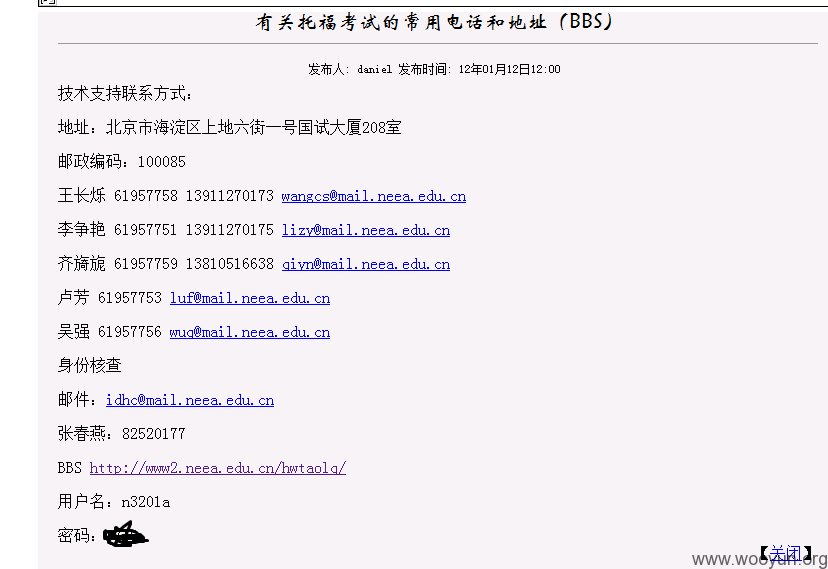 有关托福考试的常用电话和地址（BBS）
发布人: daniel 发布时间: 12年01月12日12:00
技术支持联系方式:
地址: 北京市海淀区上地六街一号国试大厦208室
邮政编码: 100085
王长烁 61957758 13911270173 wangcs@mail.neea.edu.cn
李争艳 61957751 13911270175 lizy@mail.neea.edu.cn
齐旖旎 61957759 13810516638 qiyn@mail.neea.edu.cn
卢芳 61957753 luf@mail.neea.edu.cn
吴强 61957756 wuq@mail.neea.edu.cn
身份核查
邮件: idhc@mail.neea.edu.cn
张春燕: 82520177
BBS http://www2.neea.edu.cn/hwtaolq/
用户名: n3201a
密码:
【关闭】
www.wooyun.org